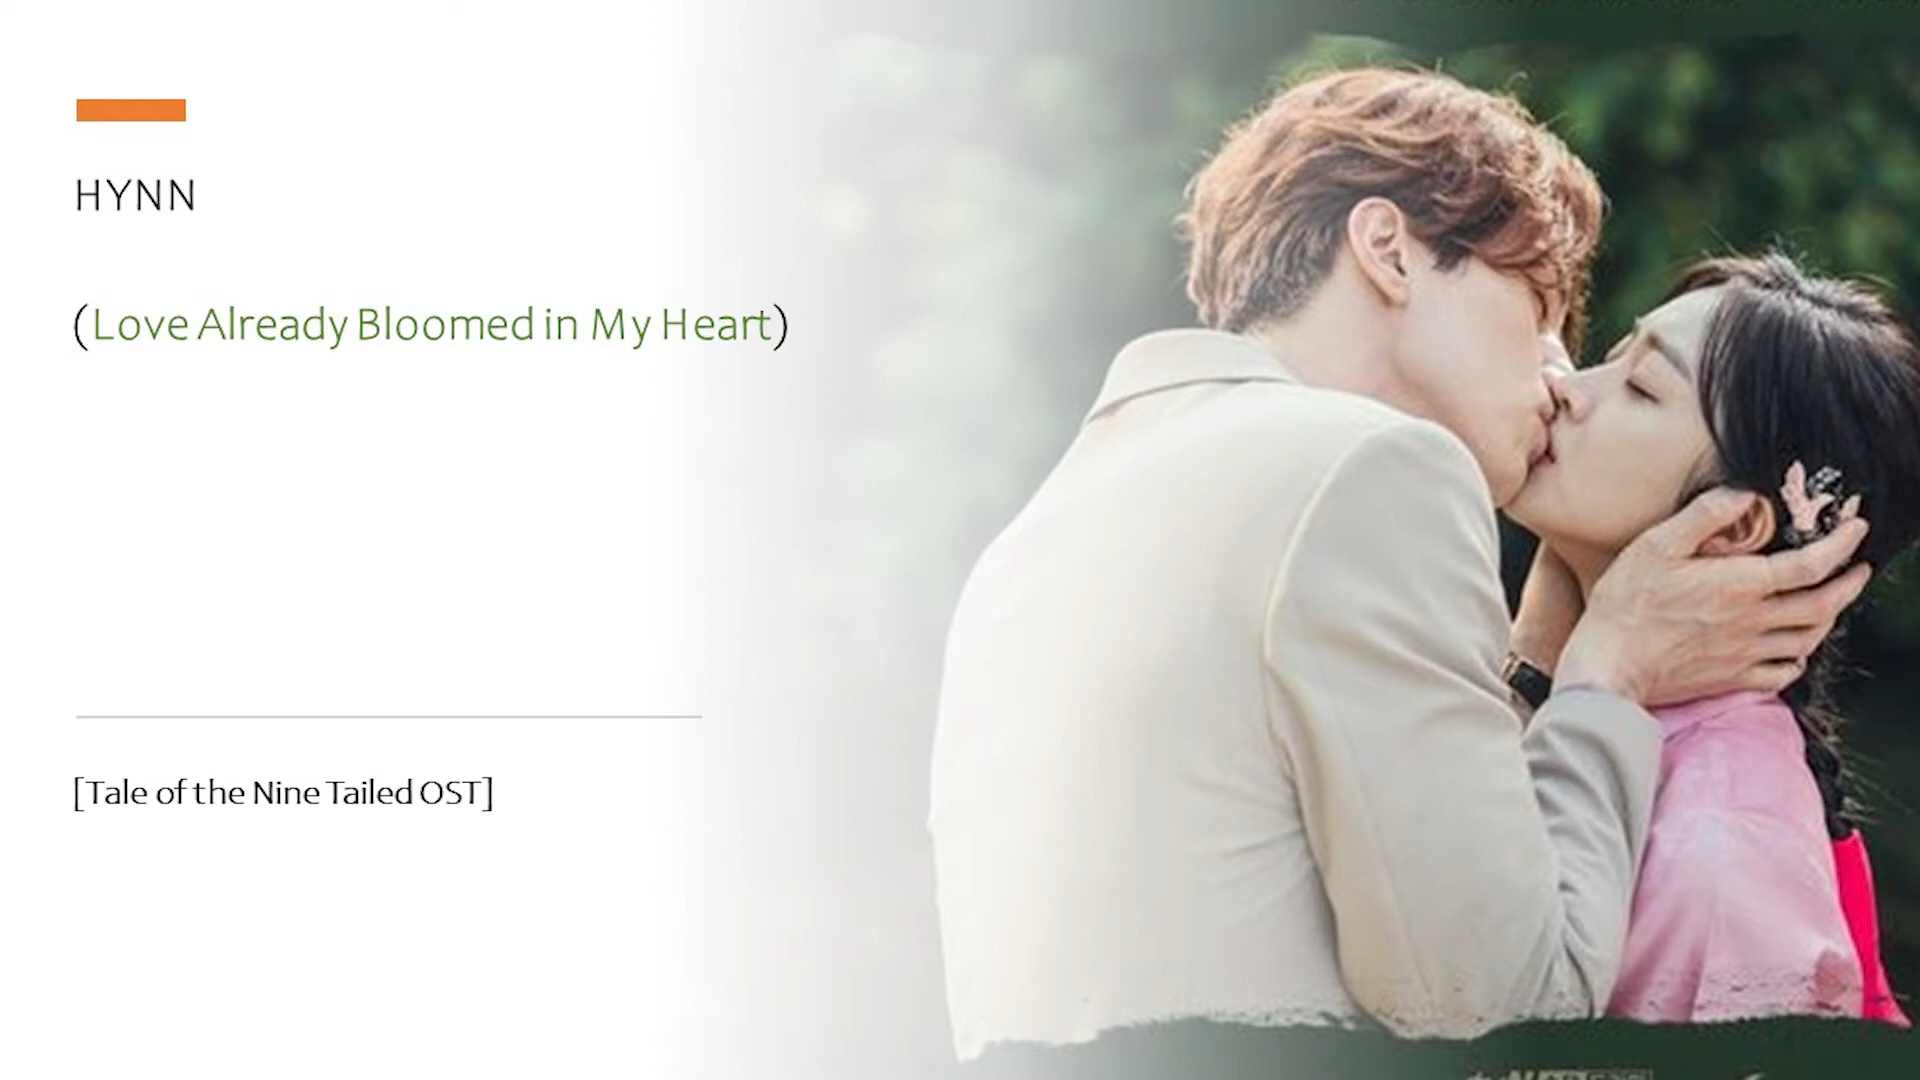 HYNN
(Love Already Bloomed in My Heart)
[Tale of the Nine Tailed OST]